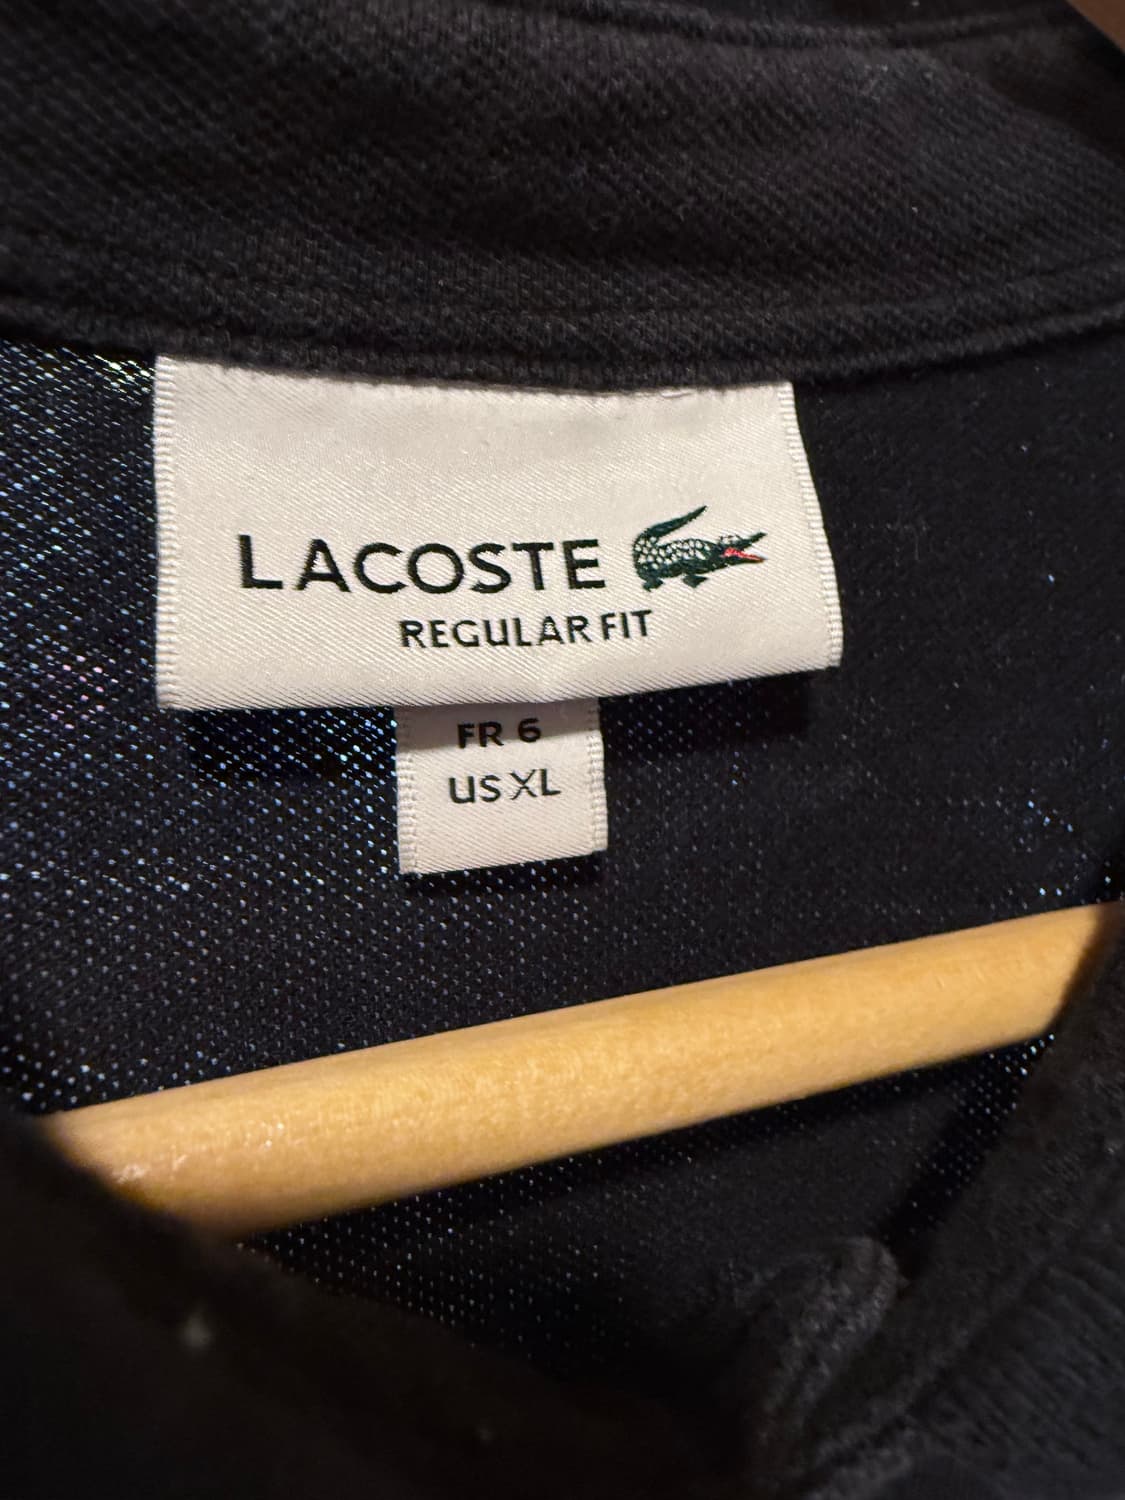 LACOSTE
REGULAR FIT
FR 6
US XL